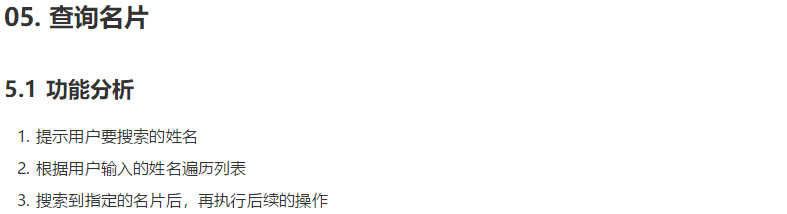 05. 查询名片
5.1 功能分析
1. 提示用户要搜索的姓名
2. 根据用户输入的姓名遍历列表
3. 搜索到指定的名片后，再执行后续的操作